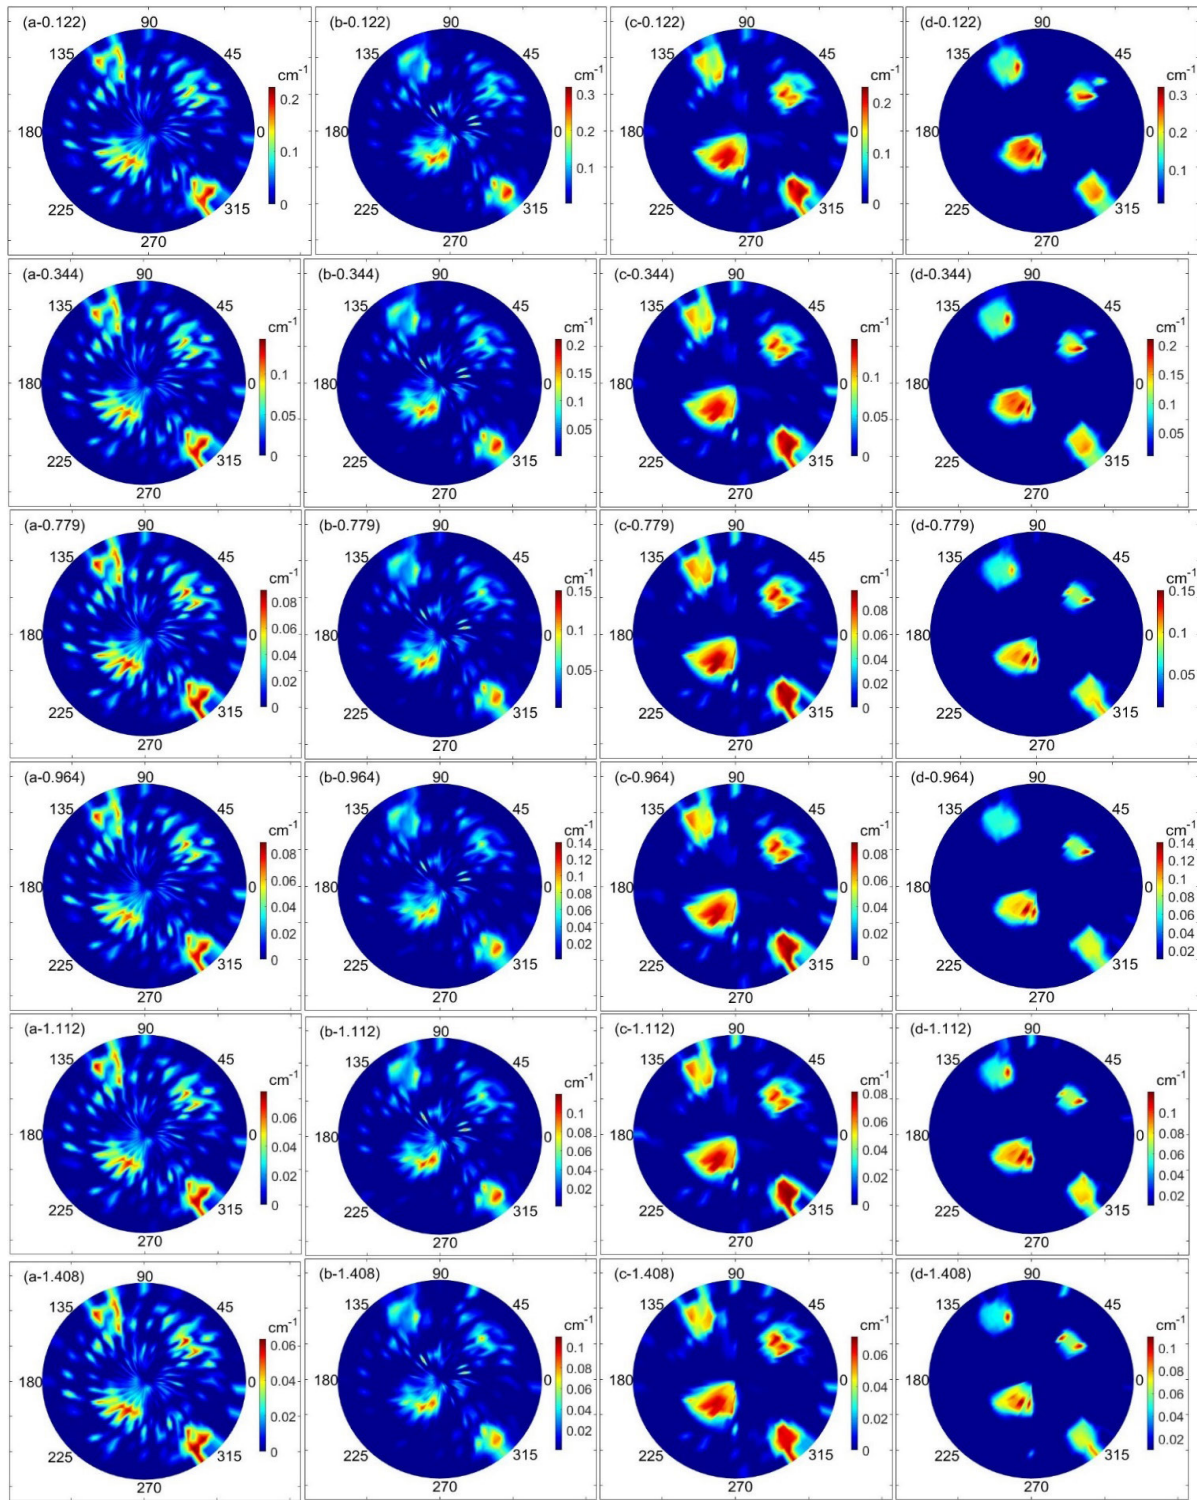 (a-0.122) 90 135 45 180 0 225 315 270 cm-1 0.2 0.1 0
(b-0.122) 90 135 45 180 0 225 315 270 cm-1 0.3 0.2 0.1
(c-0.122) 90 135 45 180 0 225 315 270 cm-1 0.2 0.1 0
(d-0.122) 90 135 45 180 0 225 315 270 cm-1 0.3 0.2 0.1
(a-0.344) 90 135 45 180 0 225 315 270 cm-1 0.1 0.05 0
(b-0.344) 90 135 45 180 0 225 315 270 cm-1 0.2 0.15 0.1 0.05
(c-0.344) 90 135 45 180 0 225 315 270 cm-1 0.1 0.05 0
(d-0.344) 90 135 45 180 0 225 315 270 cm-1 0.2 0.15 0.1 0.05
(a-0.779) 90 135 45 180 0 225 315 270 cm-1 0.08 0.06 0.04 0.02 0
(b-0.779) 90 135 45 180 0 225 315 270 cm-1 0.15 0.1 0.05
(c-0.779) 90 135 45 180 0 225 315 270 cm-1 0.08 0.06 0.04 0.02 0
(d-0.779) 90 135 45 180 0 225 315 270 cm-1 0.15 0.1 0.05
(a-0.964) 90 135 45 180 0 225 315 270 cm-1 0.08 0.06 0.04 0.02 0
(b-0.964) 90 135 45 180 0 225 315 270 cm-1 0.14 0.12 0.1 0.08 0.06 0.04 0.02
(c-0.964) 90 135 45 180 0 225 315 270 cm-1 0.08 0.06 0.04 0.02 0
(d-0.964) 90 135 45 180 0 225 315 270 cm-1 0.14 0.12 0.1 0.08 0.06 0.04 0.02
(a-1.112) 90 135 45 180 0 225 315 270 cm-1 0.06 0.04 0.02 0
(b-1.112) 90 135 45 180 0 225 315 270 cm-1 0.1 0.08 0.06 0.04 0.02
(c-1.112) 90 135 45 180 0 225 315 270 cm-1 0.08 0.06 0.04 0.02 0
(d-1.112) 90 135 45 180 0 225 315 270 cm-1 0.1 0.08 0.06 0.04 0.02
(a-1.408) 90 135 45 180 0 225 315 270 cm-1 0.06 0.04 0.02 0
(b-1.408) 90 135 45 180 0 225 315 270 cm-1 0.1 0.08 0.06 0.04 0.02
(c-1.408) 90 135 45 180 0 225 315 270 cm-1 0.06 0.04 0.02 0
(d-1.408) 90 135 45 180 0 225 315 270 cm-1 0.1 0.08 0.06 0.04 0.02